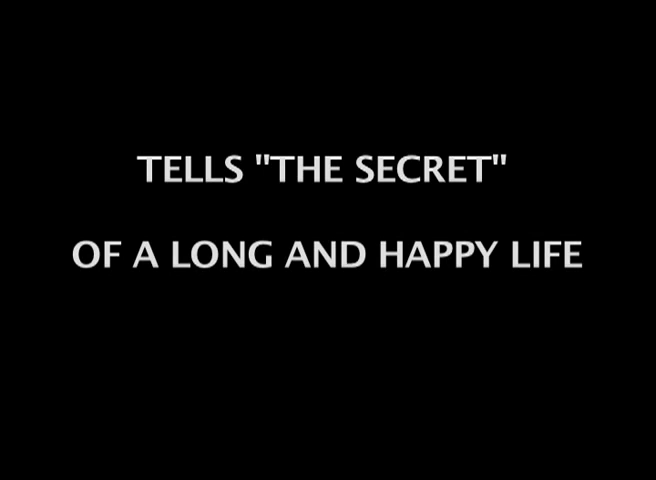 TELLS "THE SECRET"
OF A LONG AND HAPPY LIFE